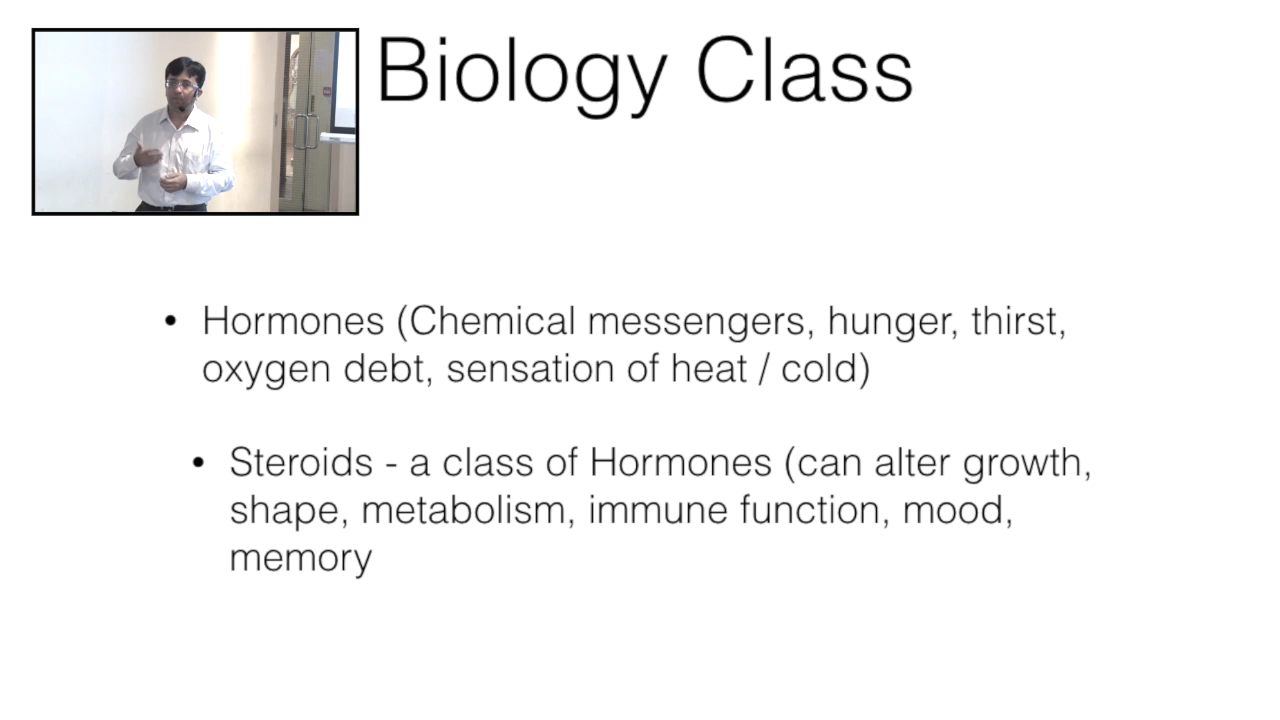 Biology Class
• Hormones (Chemical messengers, hunger, thirst,
oxygen debt, sensation of heat / cold)
• Steroids - a class of Hormones (can alter growth,
shape, metabolism, immune function, mood,
memory